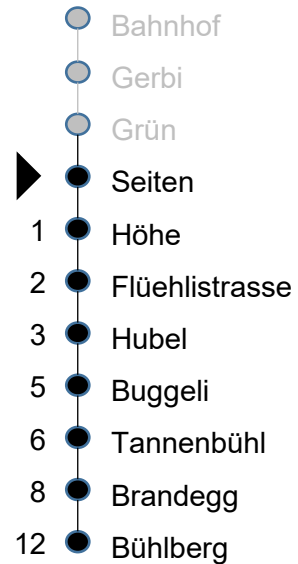 Bahnhof
Gerbi
Grün
Seiten
1 Höhe
2 Flüehlistrasse
3 Hubel
5 Buggeli
6 Tannenbühl
8 Brandegg
12 Bühlberg